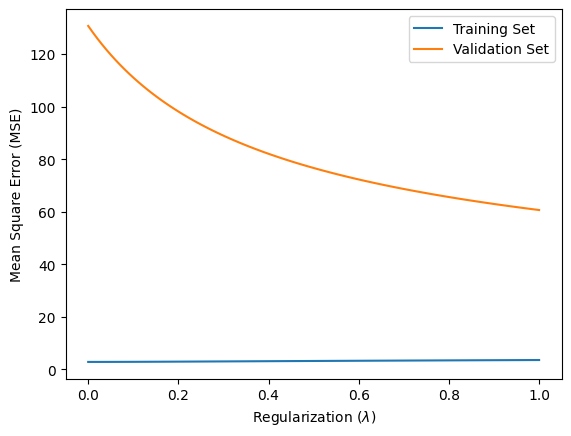 Training Set
Validation Set
Mean Square Error (MSE)
120
100
80
60
40
20
0
0.0 0.2 0.4 0.6 0.8 1.0
Regularization (λ)